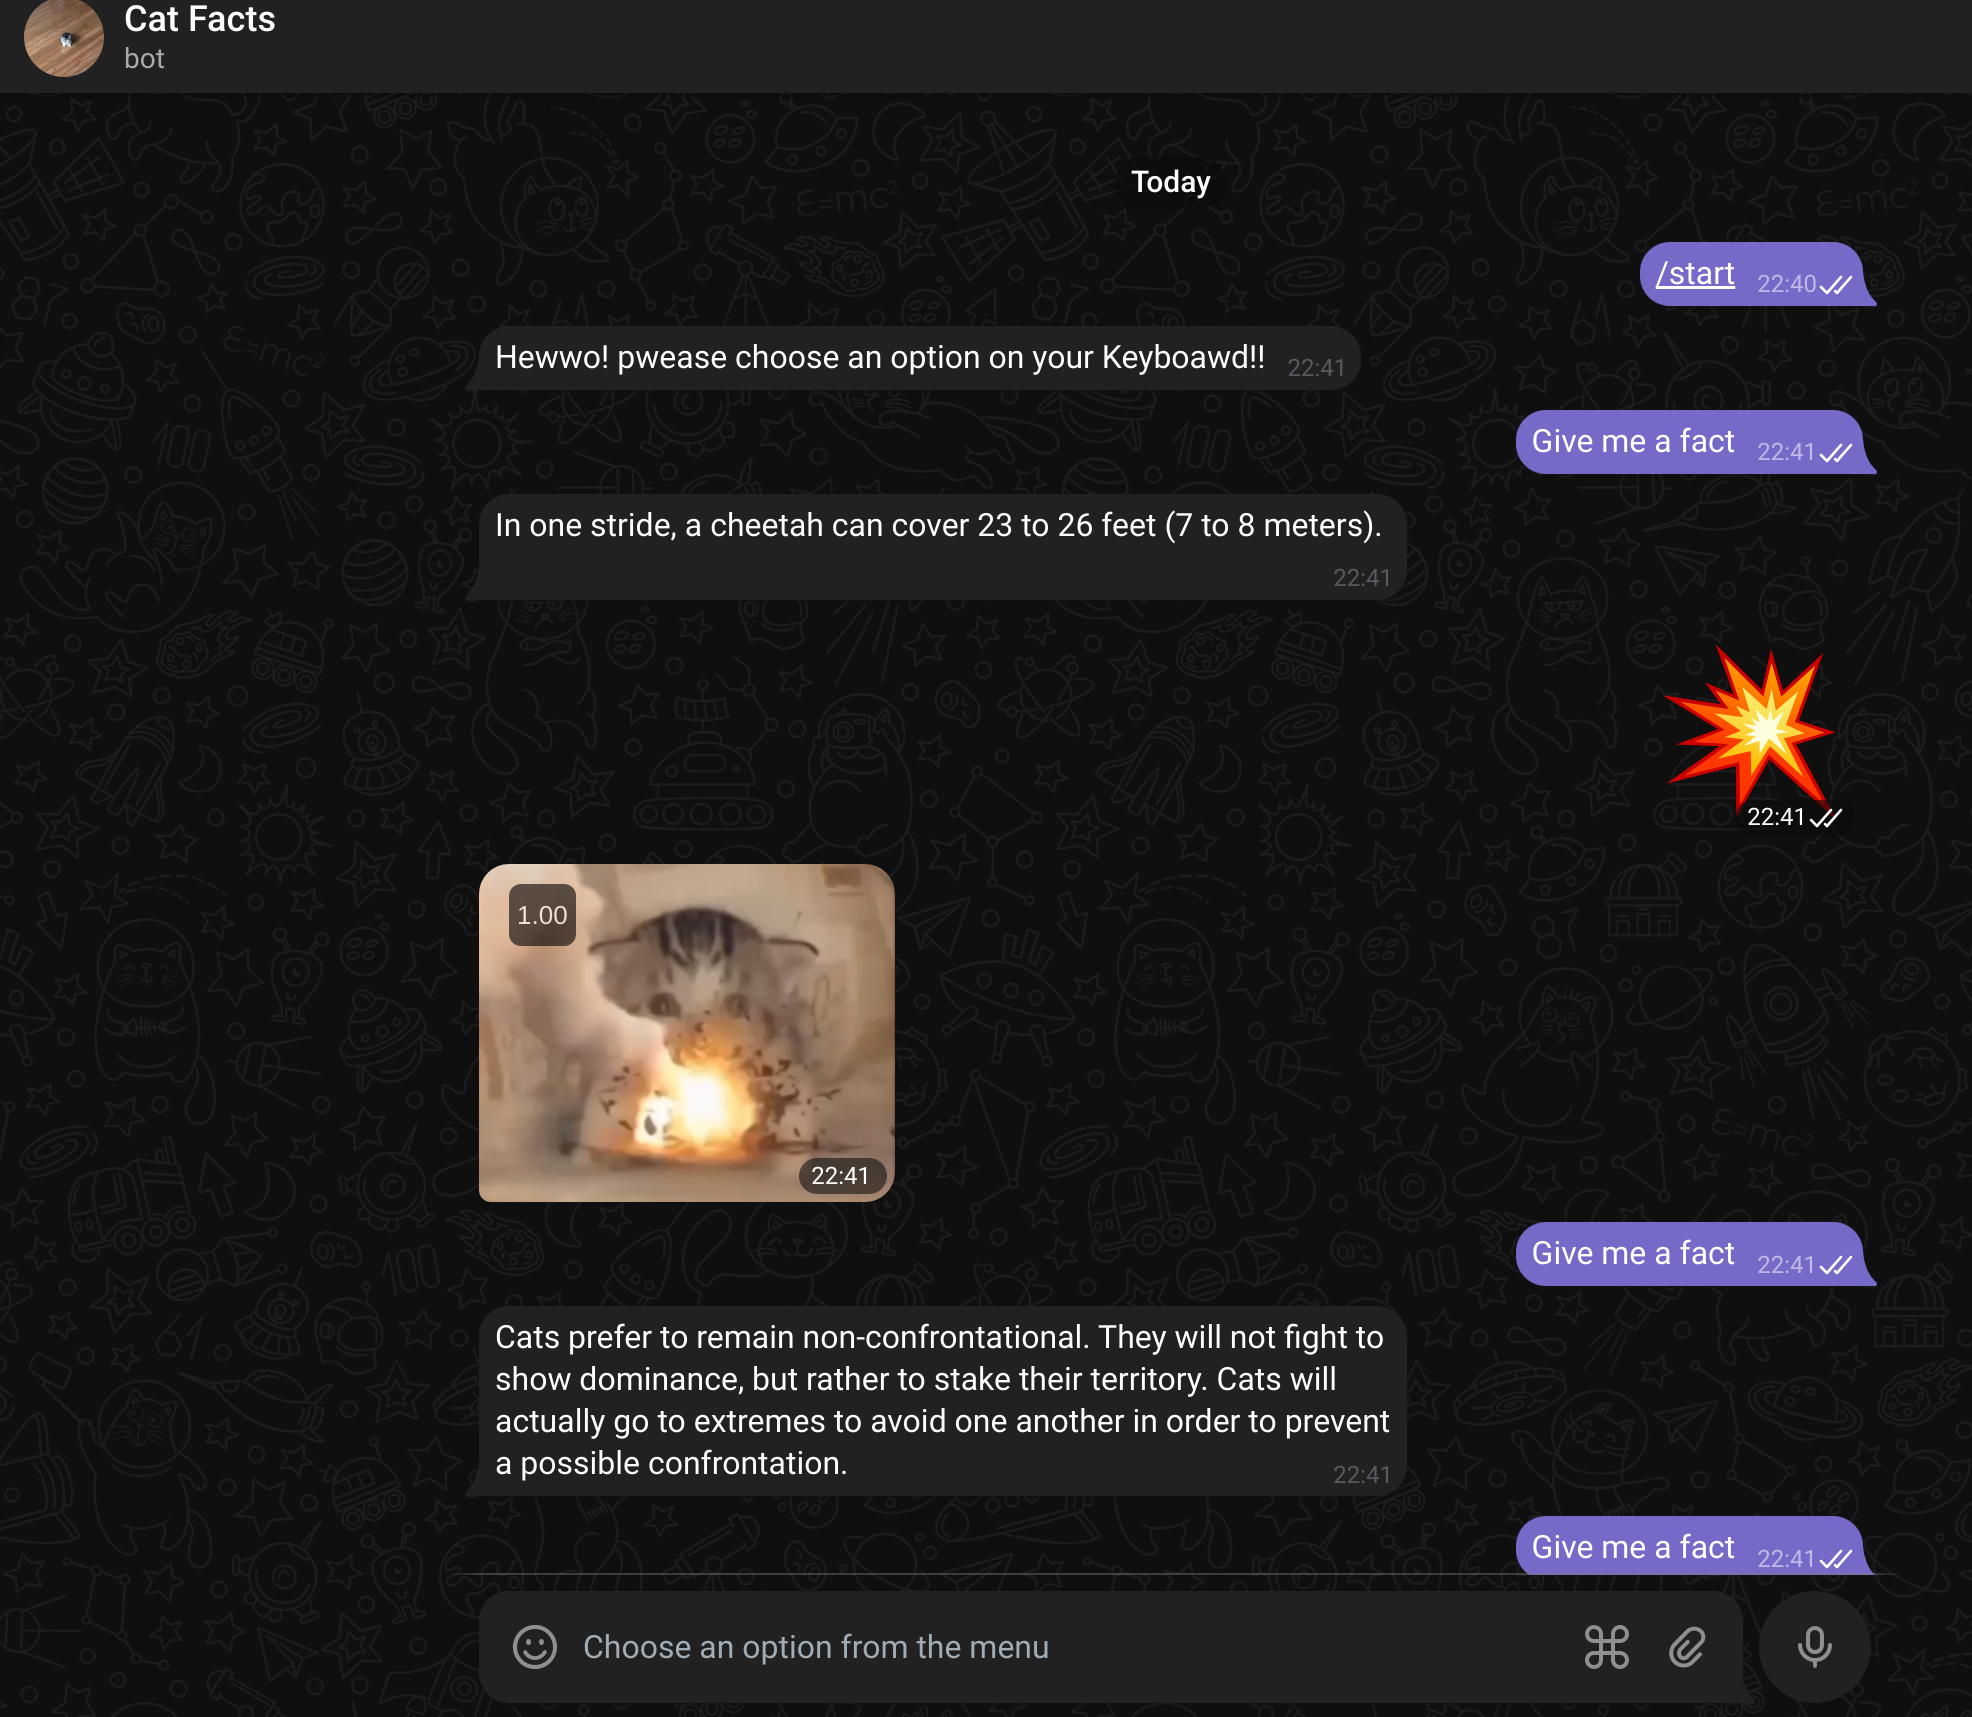 Cat Facts
bot
Today
/start 22:40
Hewwo! pwease choose an option on your Keyboawd!! 22:41
Give me a fact 22:41
In one stride, a cheetah can cover 23 to 26 feet (7 to 8 meters).
22:41
22:41
1.00
22:41
Give me a fact 22:41
Cats prefer to remain non-confrontational. They will not fight to
show dominance, but rather to stake their territory. Cats will
actually go to extremes to avoid one another in order to prevent
a possible confrontation. 22:41
Give me a fact 22:41
Choose an option from the menu